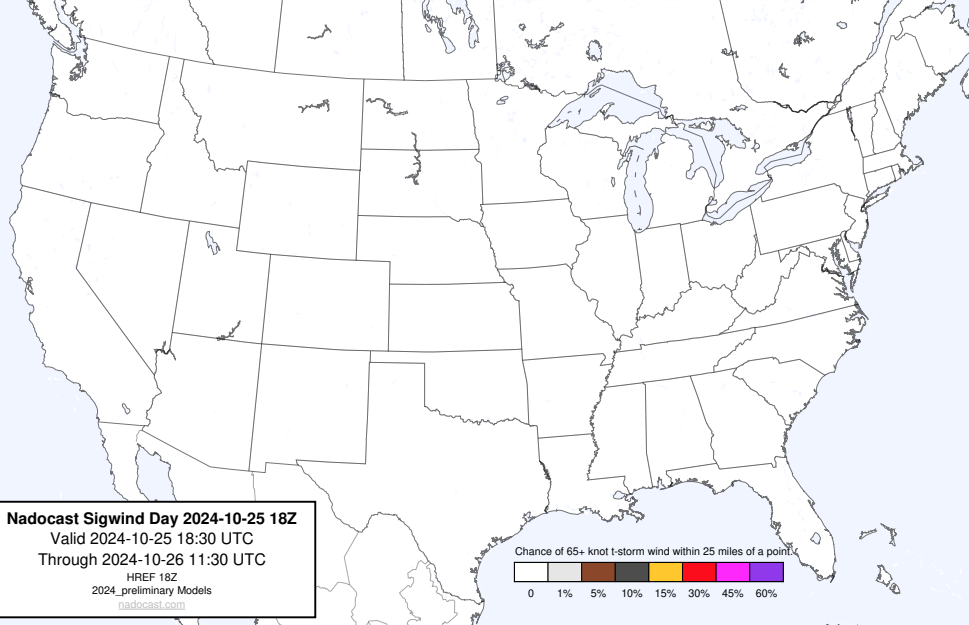 Nadocast Sigwind Day 2024-10-25 18Z
Valid 2024-10-25 18:30 UTC
Through 2024-10-26 11:30 UTC
HREF 18Z
2024_preliminary Models
nadocast.com
Chance of 65+ knot t-storm wind within 25 miles of a point.
0 1% 5% 10% 15% 30% 45% 60%